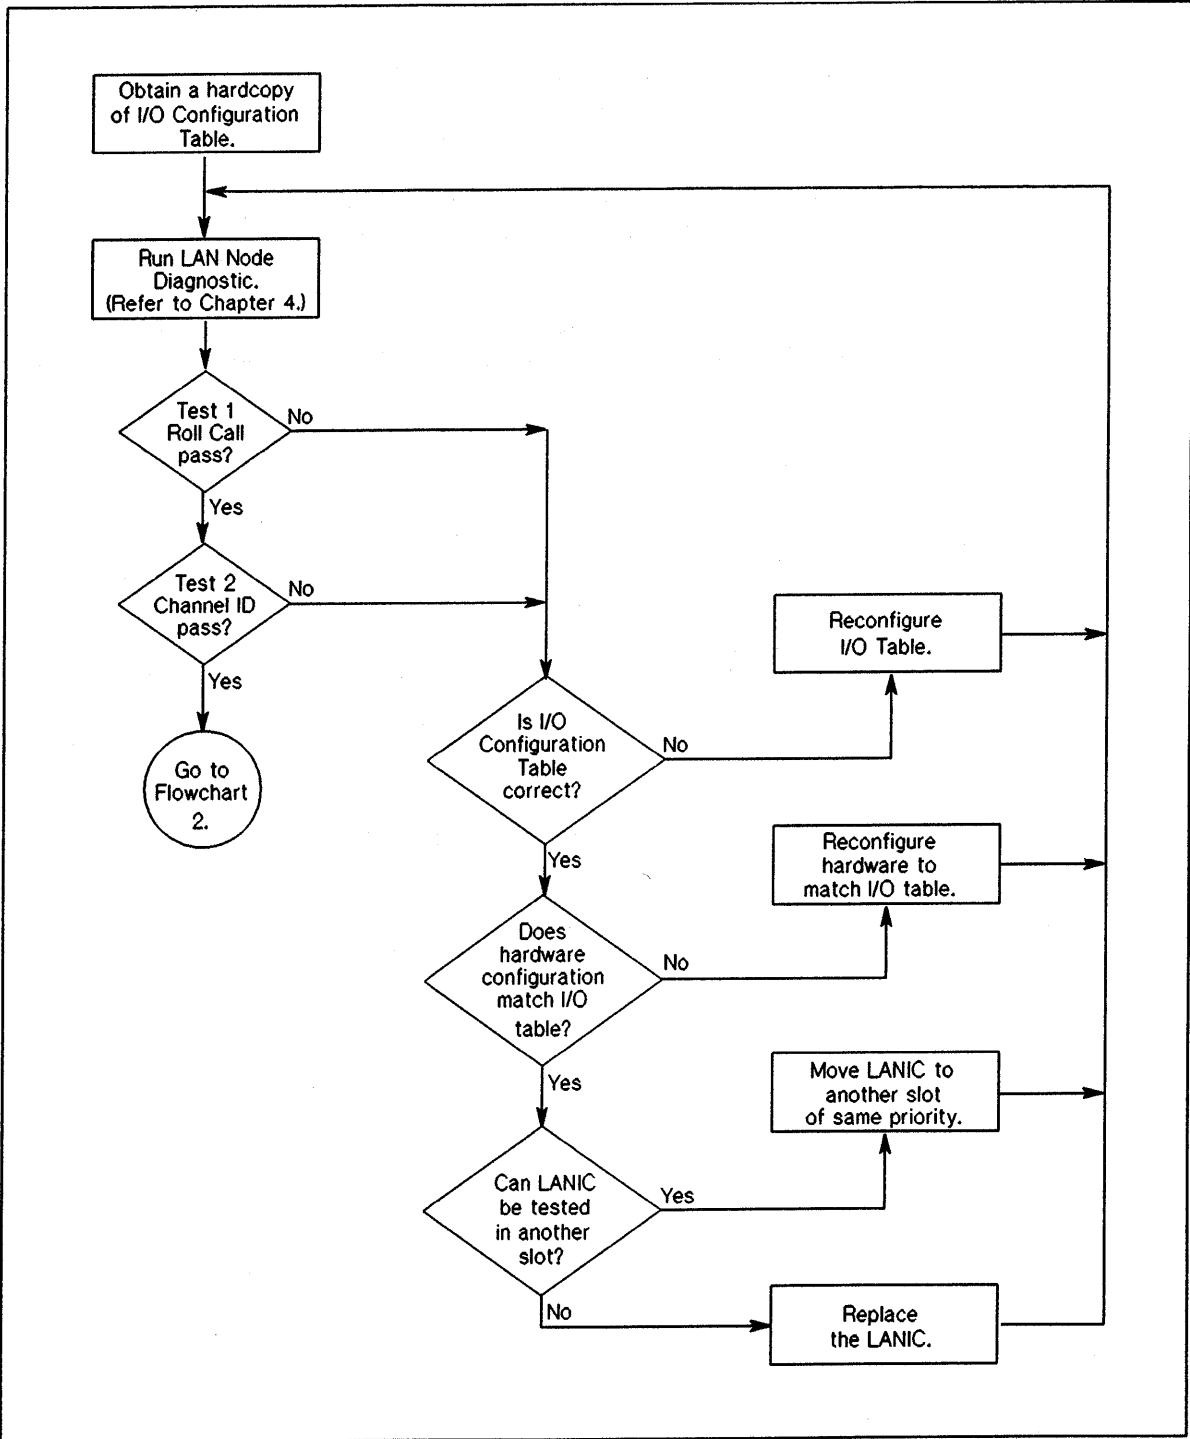 Obtain a hardcopy
of I/O Configuration
Table.
Run LAN Node
Diagnostic.
(Refer to Chapter 4.)
Test 1
Roll Call
pass?
No
Yes
Test 2
Channel ID
pass?
No
Yes
Go to
Flowchart
2.
Is I/O
Configuration
Table
correct?
No
Reconfigure
I/O Table.
Yes
Does
hardware
configuration
match I/O
table?
No
Reconfigure
hardware to
match I/O table.
Yes
Can LANIC
be tested
in another
slot?
Yes
Move LANIC to
another slot
of same priority.
No
Replace
the LANIC.